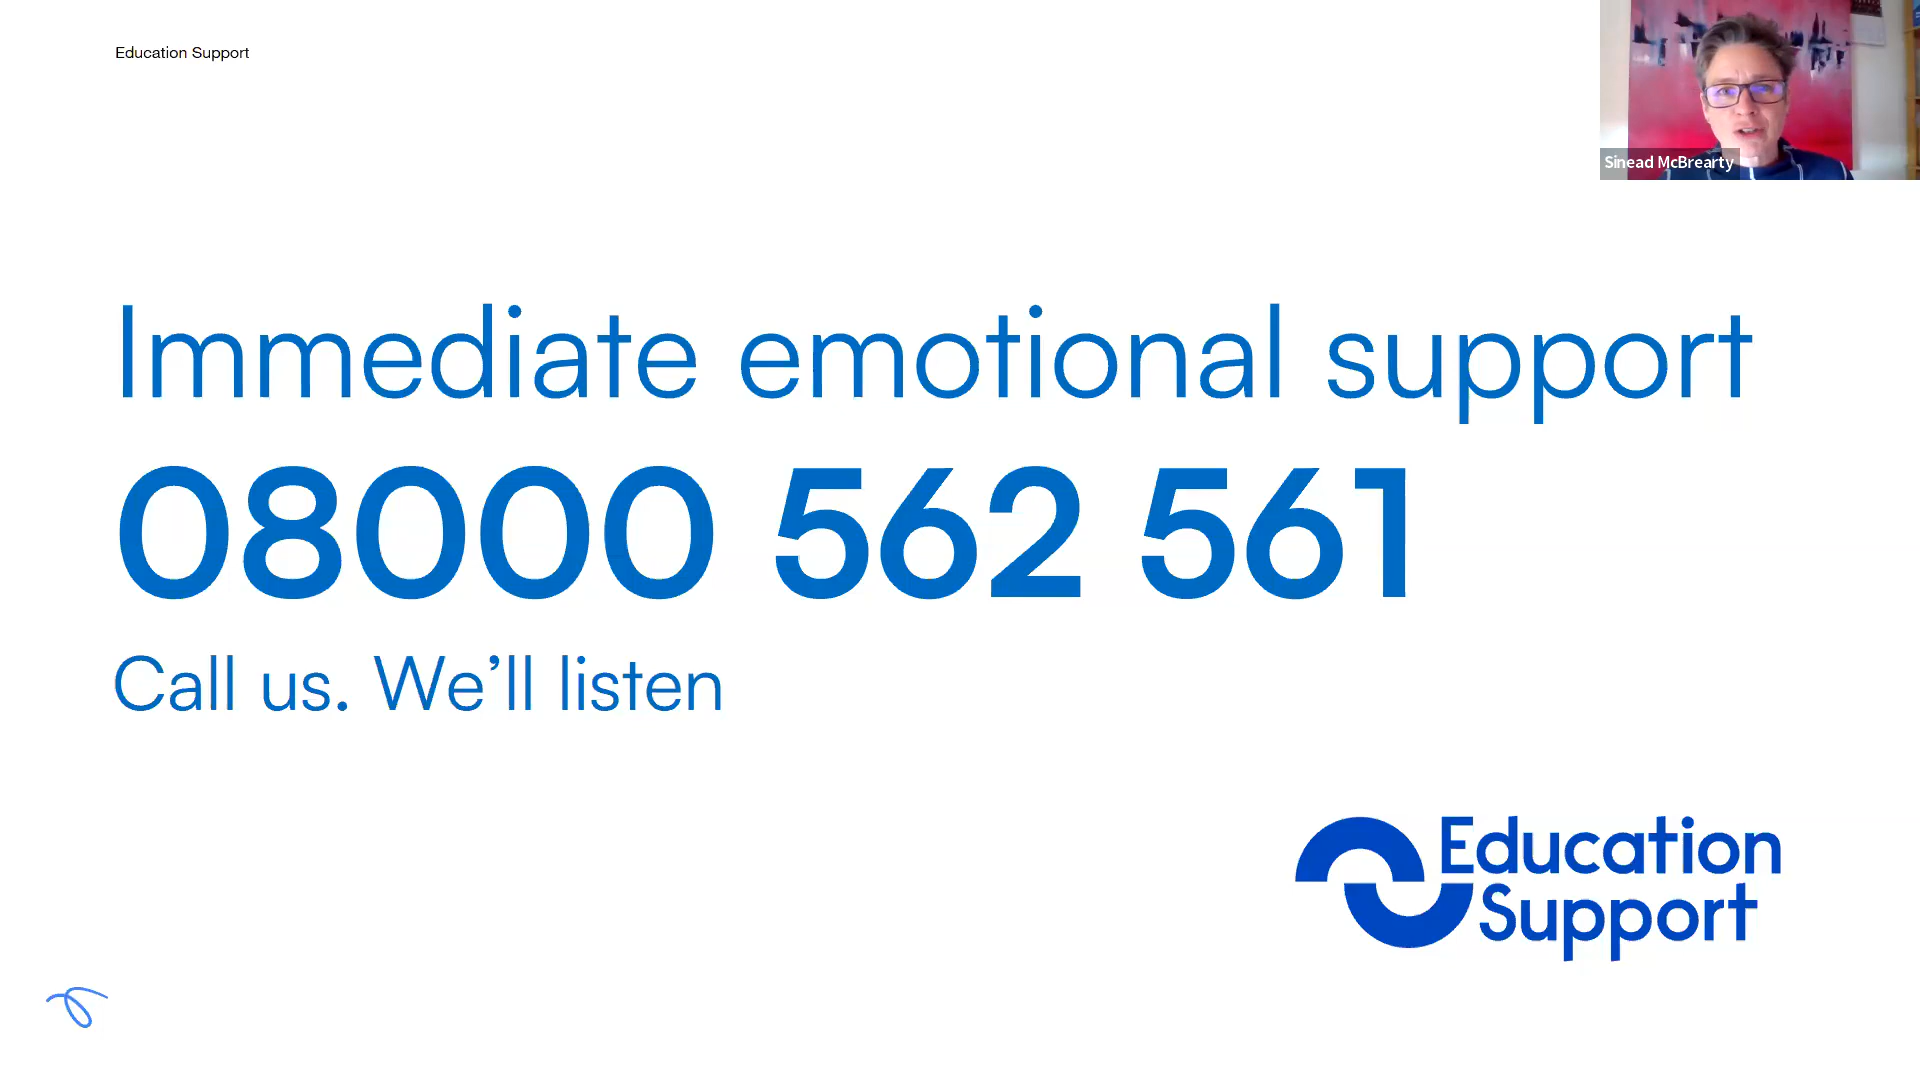 Education Support
Sinead McBrearty
Immediate emotional support
08000 562 561
Call us. We’ll listen
Education
Support